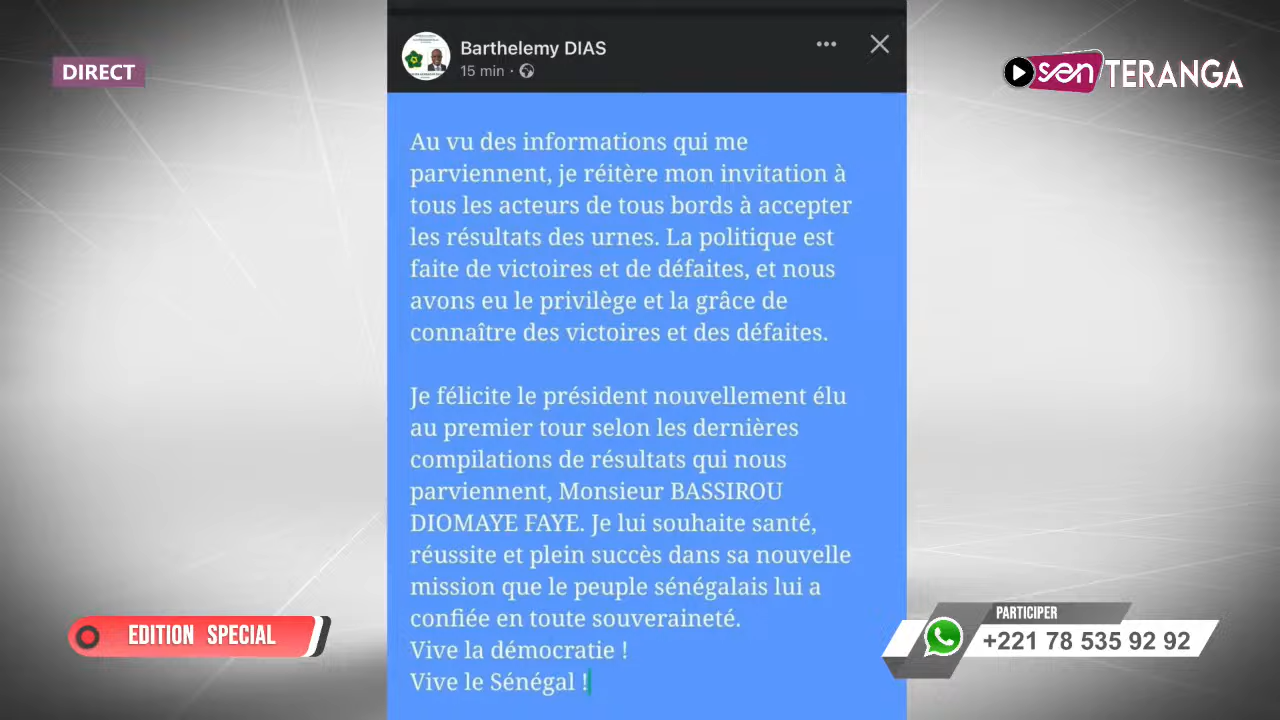 DIRECT
Barthelemy DIAS
15 min ·
senTERANGA
Au vu des informations qui me
parviennent, je réitère mon invitation à
tous les acteurs de tous bords à accepter
les résultats des urnes. La politique est
faite de victoires et de défaites, et nous
avons eu le privilège et la grâce de
connaître des victoires et des défaites.
Je félicite le président nouvellement élu
au premier tour selon les dernières
compilations de résultats qui nous
parviennent, Monsieur BASSIROU
DIOMAYE FAYE. Je lui souhaite santé,
réussite et plein succès dans sa nouvelle
mission que le peuple sénégalais lui a
confiée en toute souveraineté.
Vive la démocratie !
Vive le Sénégal !
EDITION SPECIAL
PARTICIPER
+221 78 535 92 92